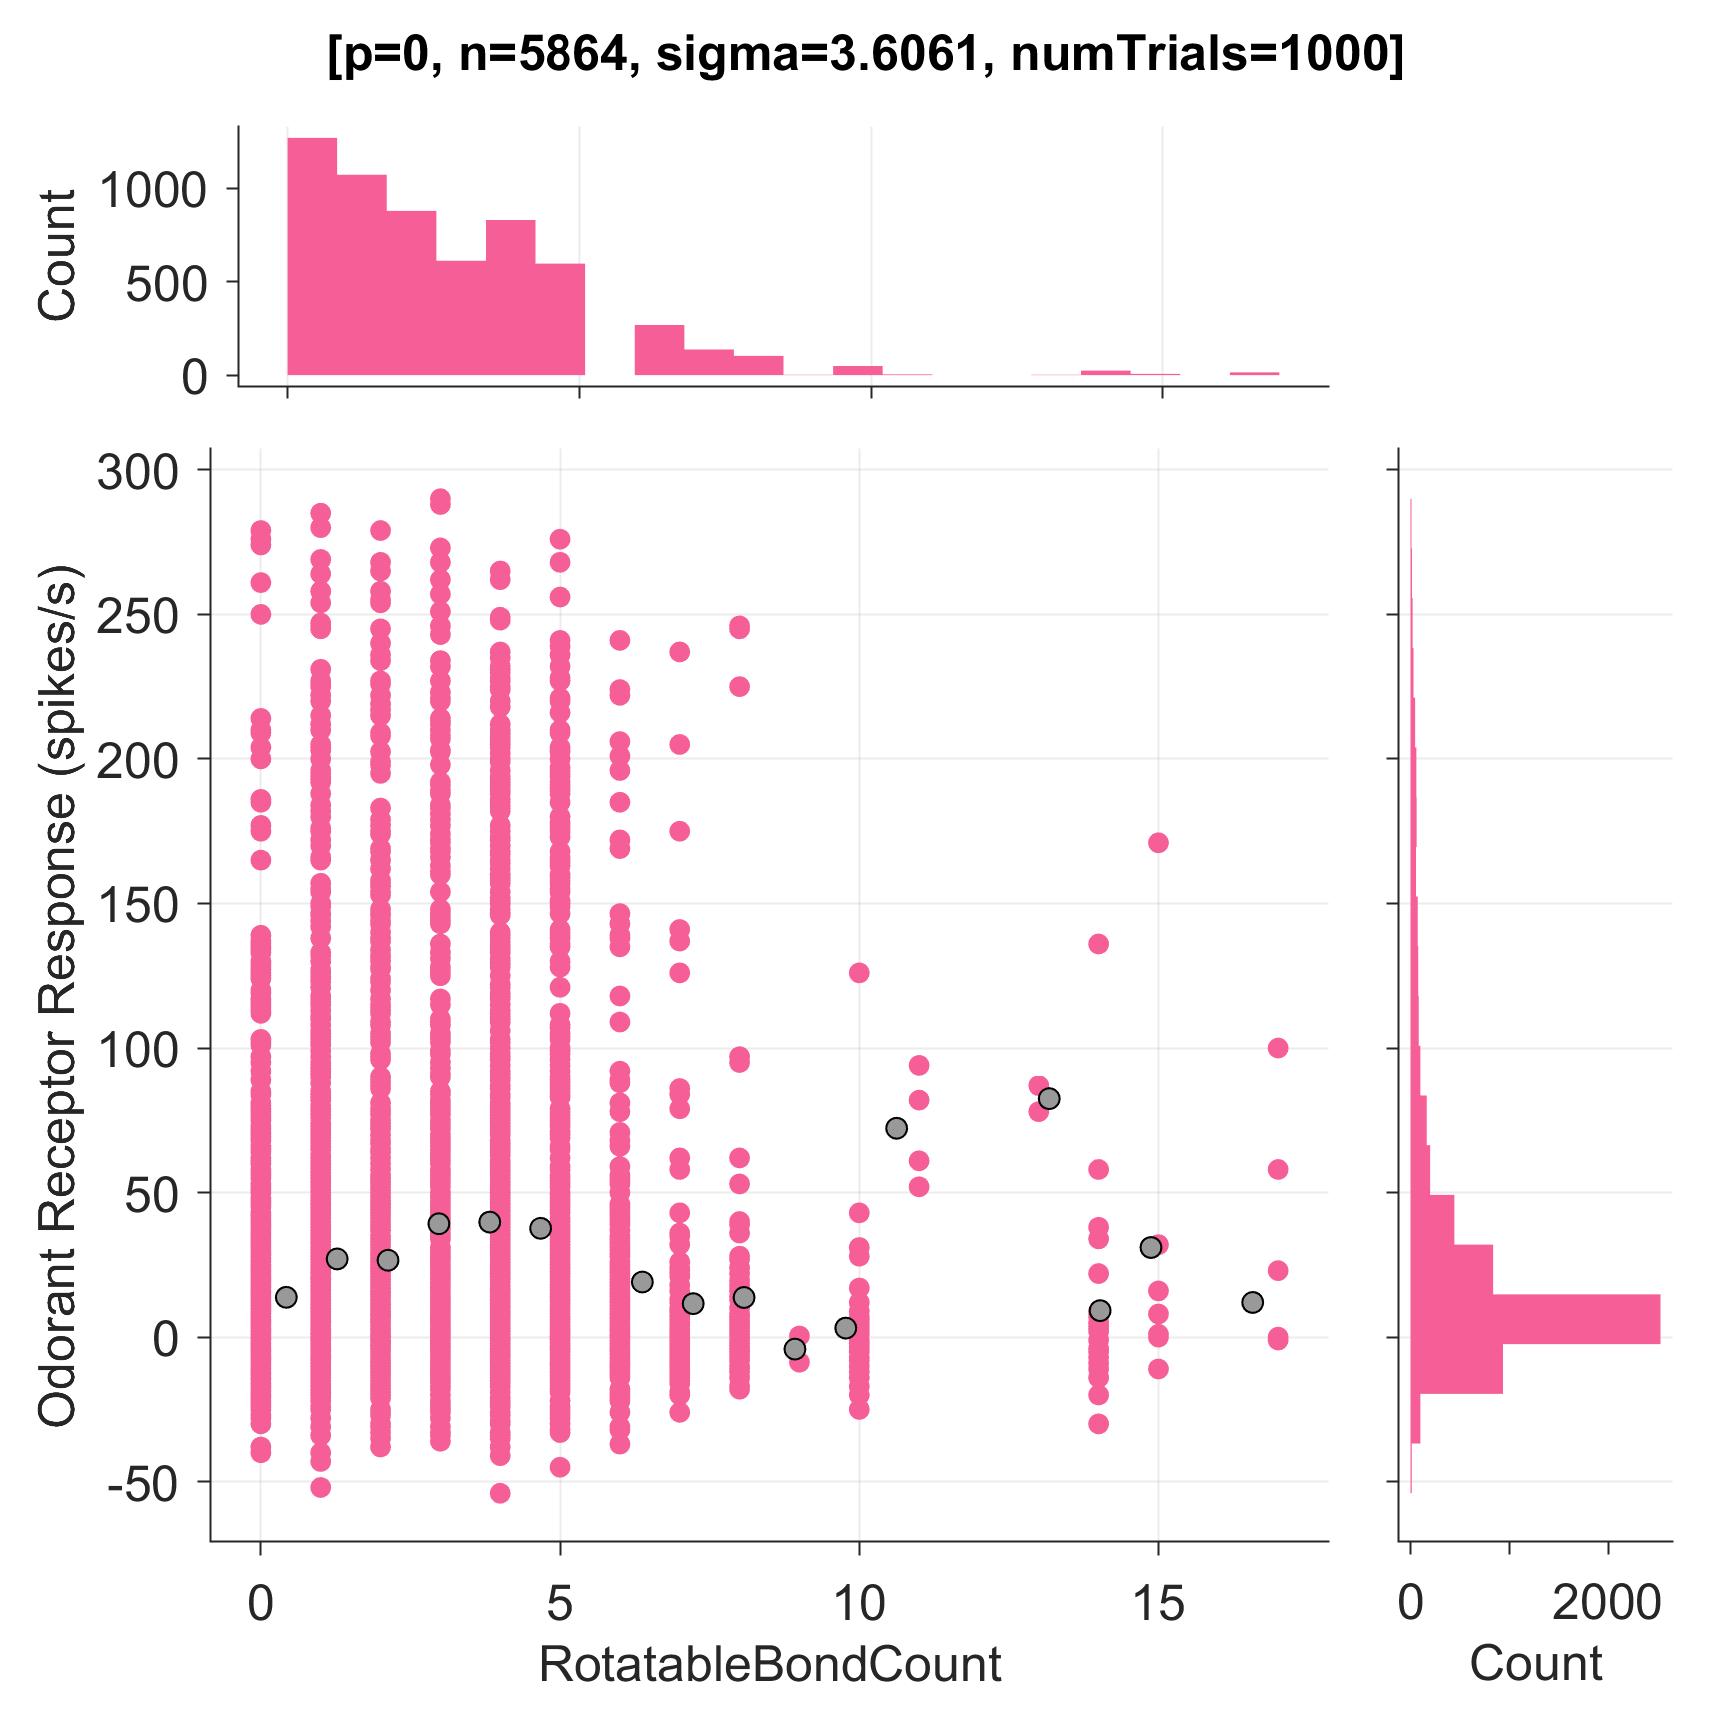 [p=0, n=5864, sigma=3.6061, numTrials=1000]
Count
1000
500
0
Odorant Receptor Response (spikes/s)
300
250
200
150
100
50
0
-50
0 5 10 15
RotatableBondCount
0 2000
Count